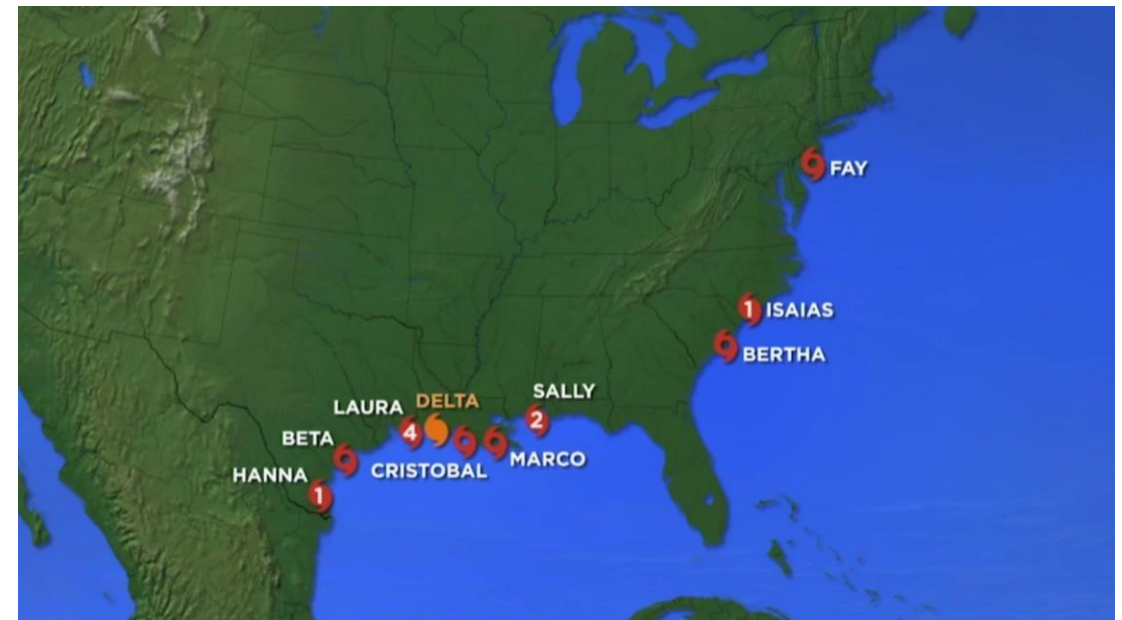 FAY
1 ISAIAS
BERTHA
SALLY
2
DELTA
LAURA
4
BETA
CRISTOBAL
MARCO
HANNA
1